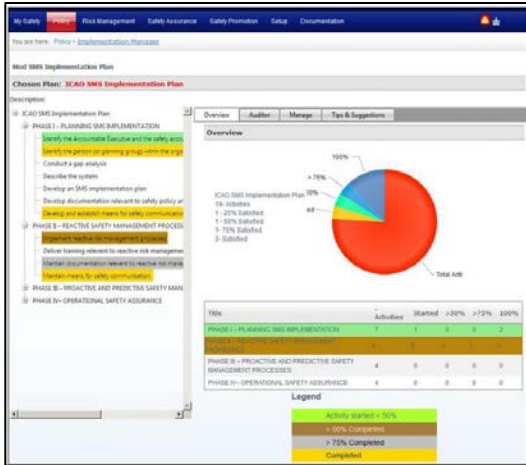 My Safety Policy Risk Management Safety Assurance Safety Promotion Setup Documentation
You are here: Policy > Implementation Manager
Mod SMS Implementation Plan
Chosen Plan: ICAO SMS Implementation Plan
Description:
ICAO SMS Implementation Plan
PHASE I - PLANNING SMS IMPLEMENTATION
Identify the Accountable Executive and the safety acco
Identify the person (or planning group) within the orga
Conduct a gap analysis
Describe the system
Develop an SMS implementation plan
Develop documentation relevant to safety policy a
Develop and establish means for safety communicatio
PHASE II - REACTIVE SAFETY MANAGEMENT PROCESS
Implement reactive risk management processes
Deliver training relevant to reactive risk managemen
Maintain documentation relevant to reactive risk mana
Maintain means for safety communication.
PHASE III - PROACTIVE AND PREDICTIVE SAFETY MAN
PHASE IV- OPERATIONAL SAFETY ASSURANCE
Overview Auditor Manage Tips & Suggestions
Overview
100%
> 75%
ICAO SMS Implementation Plan
19- Activities
1 - 25% Satisfied
1 - 50% Satisfied
1- 75% Satisfied
3- Satisfied
Total Acti
Title Activities Started >50% >75% 100%
PHASE I - PLANNING SMS IMPLEMENTATION 7 1 0 0 2
PHASE II - REACTIVE SAFETY MANAGEMENT
PROCESSES
PHASE III - PROACTIVE AND PREDICTIVE SAFETY
MANAGEMENT PROCESSES 4 0 0 0 0
PHASE IV- OPERATIONAL SAFETY ASSURANCE 4 0 0 0 0
Legend
Activity started < 50%
> 50% Completed
> 75% Completed
Completed